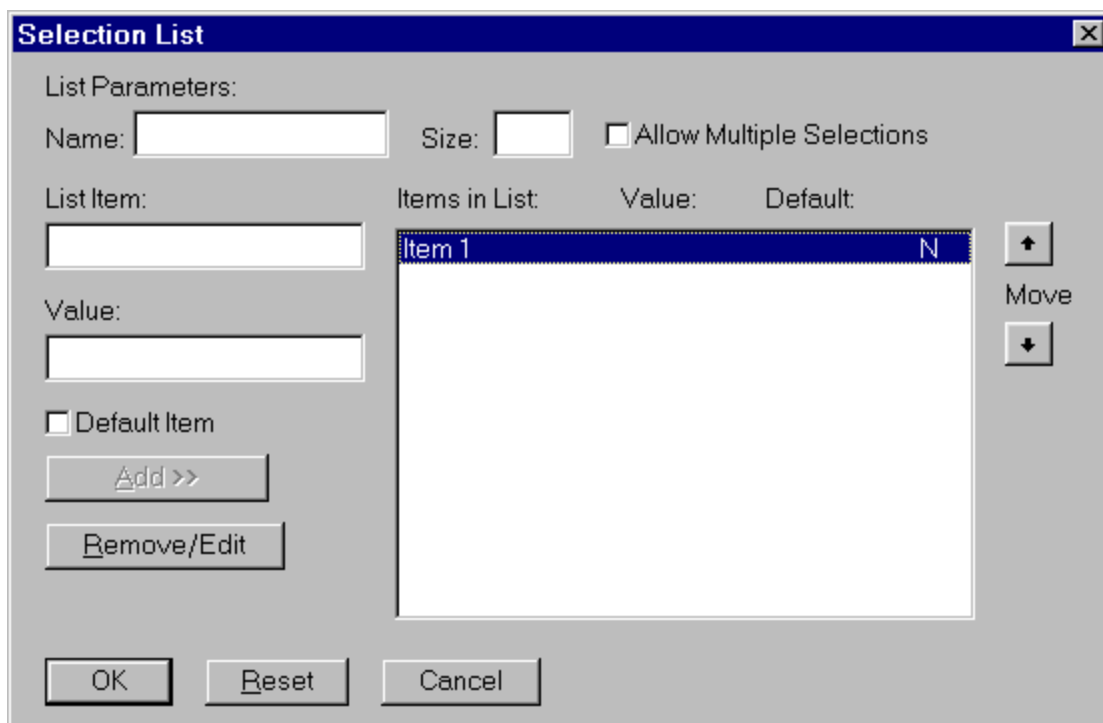 Selection List
List Parameters:
Name: Size: Allow Multiple Selections
List Item: Items in List: Value: Default:
Item 1 N
Move
Value:
Default Item
Add >>
Remove/Edit
OK Reset Cancel